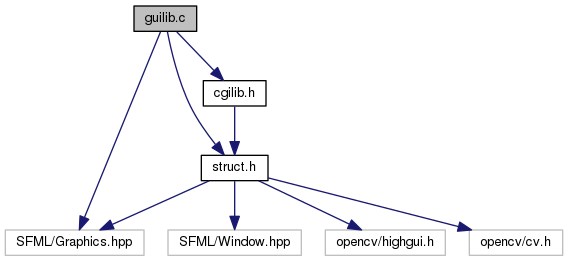 guilib.c
cgilib.h
struct.h
SFML/Graphics.hpp
SFML/Window.hpp
opencv/highgui.h
opencv/cv.h